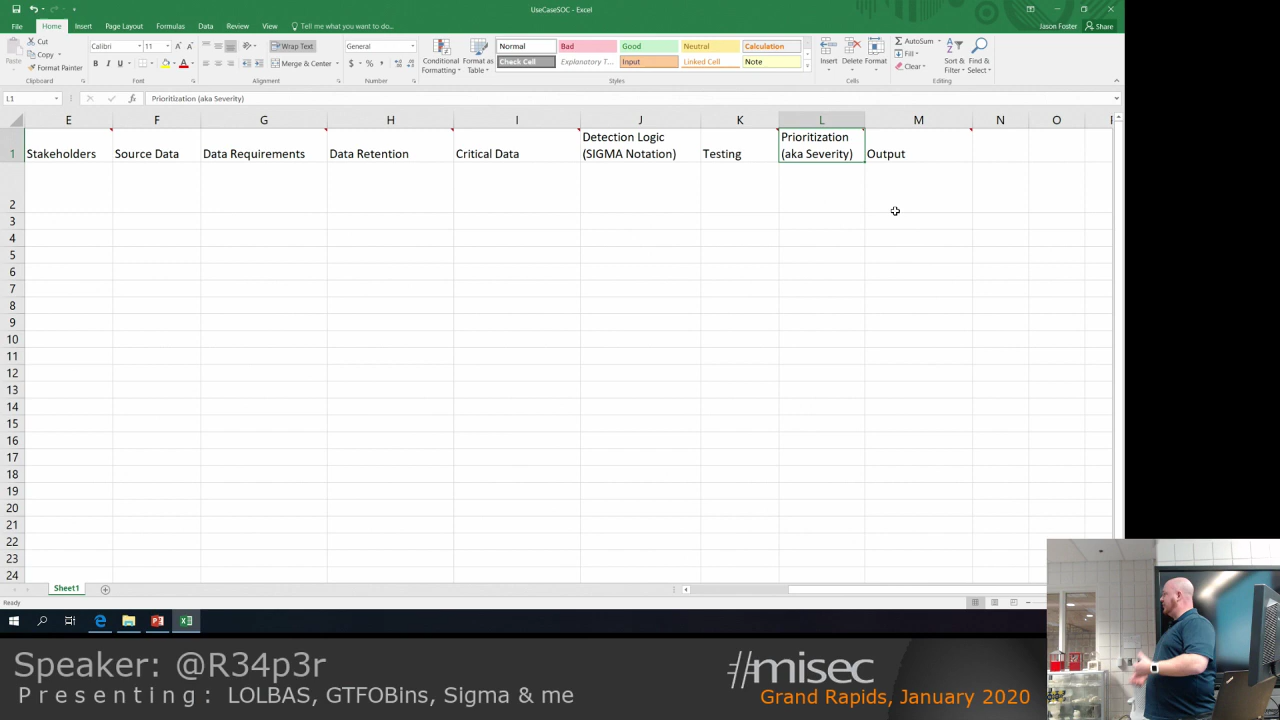 UseCaseSOC - Excel
File
Home
Insert
Page Layout
Formulas
Data
Review
View
Tell me what you want to do...
Jason Foster
Share
Paste
Cut
Copy
Format Painter
Clipboard
Calibri
11
B I U
Font
Wrap Text
Merge & Center
Alignment
General
$ % ,
Number
Conditional
Formatting
Format as
Table
Normal
Bad
Good
Neutral
Calculation
Check Cell
Explanatory T...
Input
Linked Cell
Note
Styles
Insert
Delete
Format
Cells
AutoSum
Fill
Clear
Sort &
Filter
Find &
Select
Editing
L1
fx
Prioritization (aka Severity)
E F G H I J K L M N O
1
Stakeholders
Source Data
Data Requirements
Data Retention
Critical Data
Detection Logic
(SIGMA Notation)
Testing
Prioritization
(aka Severity)
Output
2
3
4
5
6
7
8
9
10
11
12
13
14
15
16
17
18
19
20
21
22
23
24
Sheet1
Ready
Speaker: @R34p3r
Presenting: LOLBAS, GTFOBins, Sigma & me
#misec
Grand Rapids, January 2020